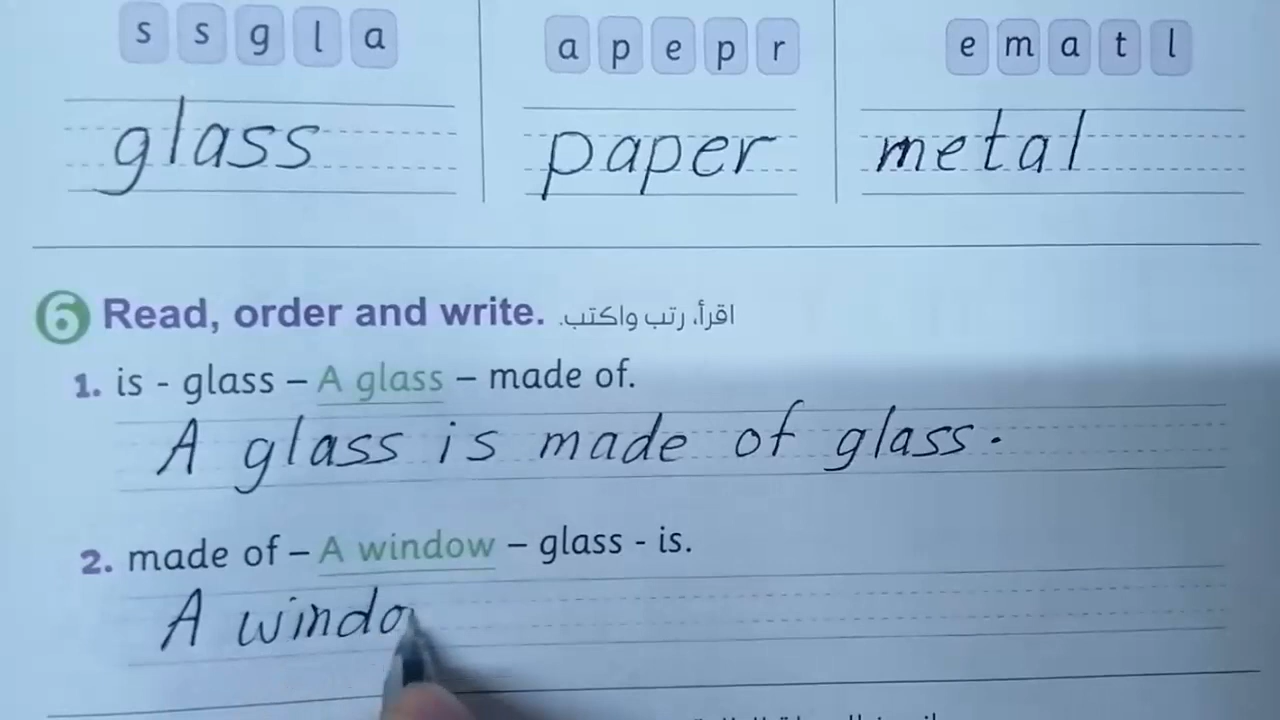 s s g l a
a p e p r
e m a t l
glass
paper
metal
6 Read, order and write. اقرأ، رتب واكتب.
1. is - glass – A glass – made of.
A glass is made of glass.
2. made of – A window – glass - is.
A windo